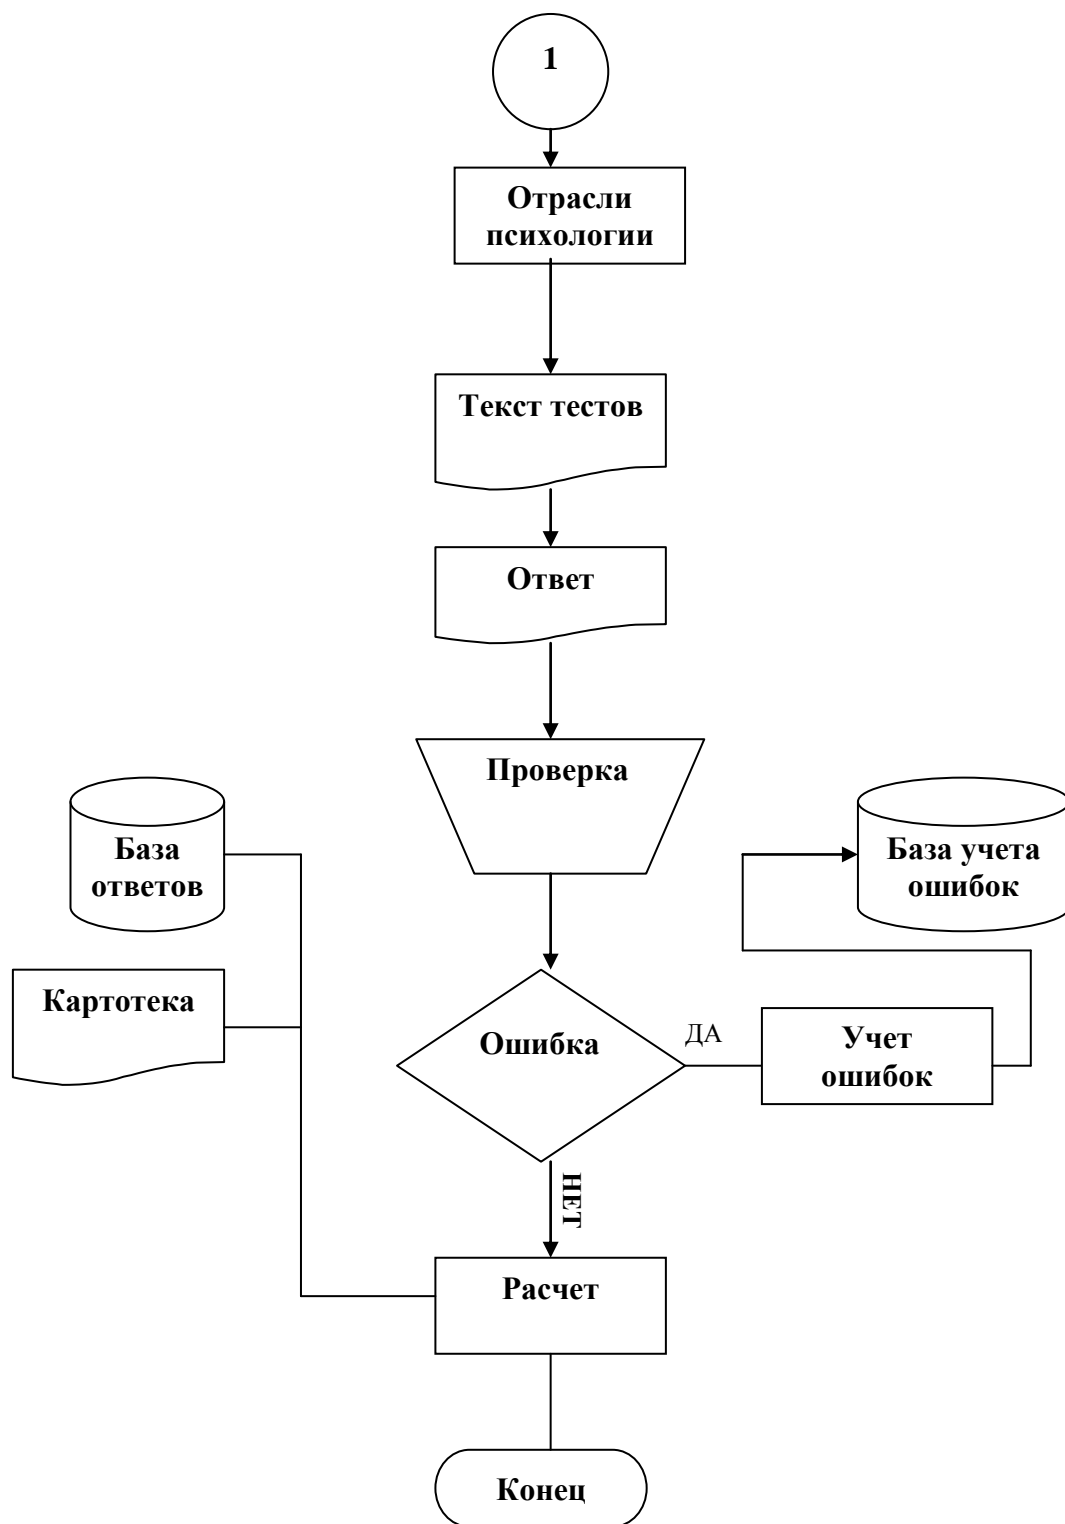 1
Отрасли
психологии
Текст тестов
Ответ
Проверка
База
ответов
База учета
ошибок
Картотека
Ошибка
ДА
Учет
ошибок
НЕТ
Расчет
Конец